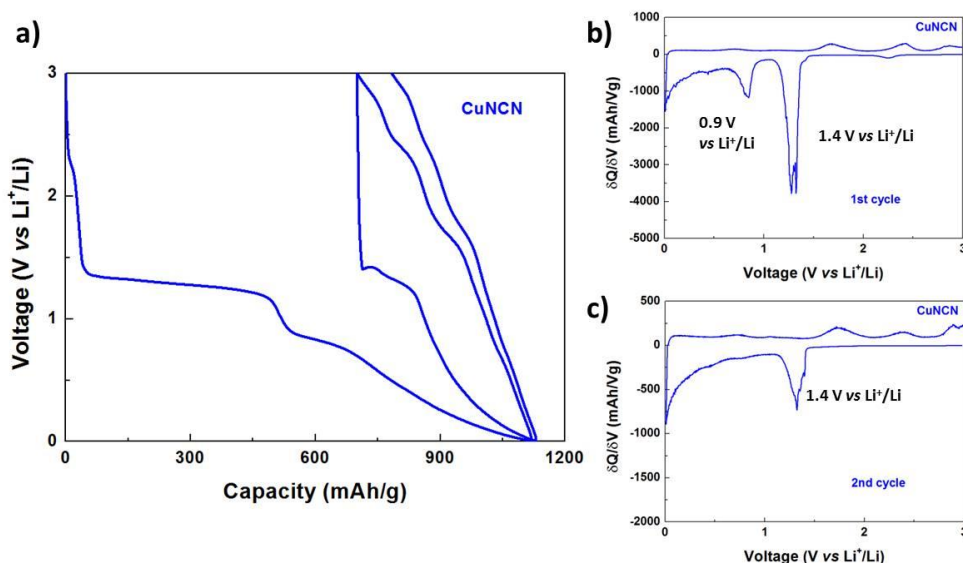 a)
CuNCN
Voltage (V vs Li⁺/Li)
3
2
1
0
0 300 600 900 1200
Capacity (mAh/g)
b)
CuNCN
δQ/δV (mAh/Vg)
1000
0
-1000
-2000
-3000
-4000
-5000
0.9 V
vs Li⁺/Li
1.4 V vs Li⁺/Li
1st cycle
0 1 2 3
Voltage (V vs Li⁺/Li)
c)
CuNCN
δQ/δV (mAh/Vg)
500
0
-500
-1000
-1500
-2000
1.4 V vs Li⁺/Li
2nd cycle
0 1 2 3
Voltage (V vs Li⁺/Li)